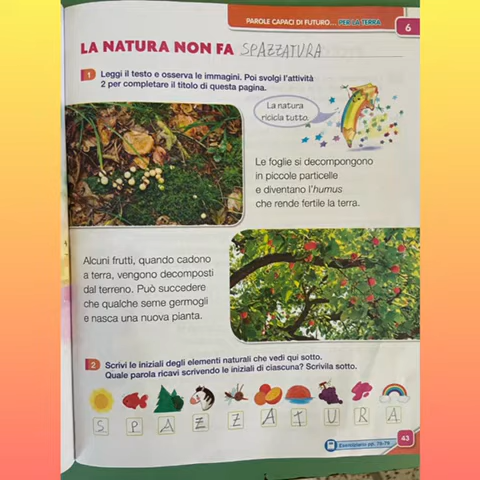 PAROLE CAPACI DI FUTURO... PER LA TERRA
6
LA NATURA NON FA SPAZZATURA
1 Leggi il testo e osserva le immagini. Poi svolgi l'attività
2 per completare il titolo di questa pagina.
La natura
ricicla tutto.
Le foglie si decompongono
in piccole particelle
e diventano l'humus
che rende fertile la terra.
Alcuni frutti, quando cadono
a terra, vengono decomposti
dal terreno. Può succedere
che qualche seme germogli
e nasca una nuova pianta.
2 Scrivi le iniziali degli elementi naturali che vedi qui sotto.
Quale parola ricavi scrivendo le iniziali di ciascuna? Scrivila sotto.
S P A Z Z A T U R A
Eserciziario pp. 75-76
43